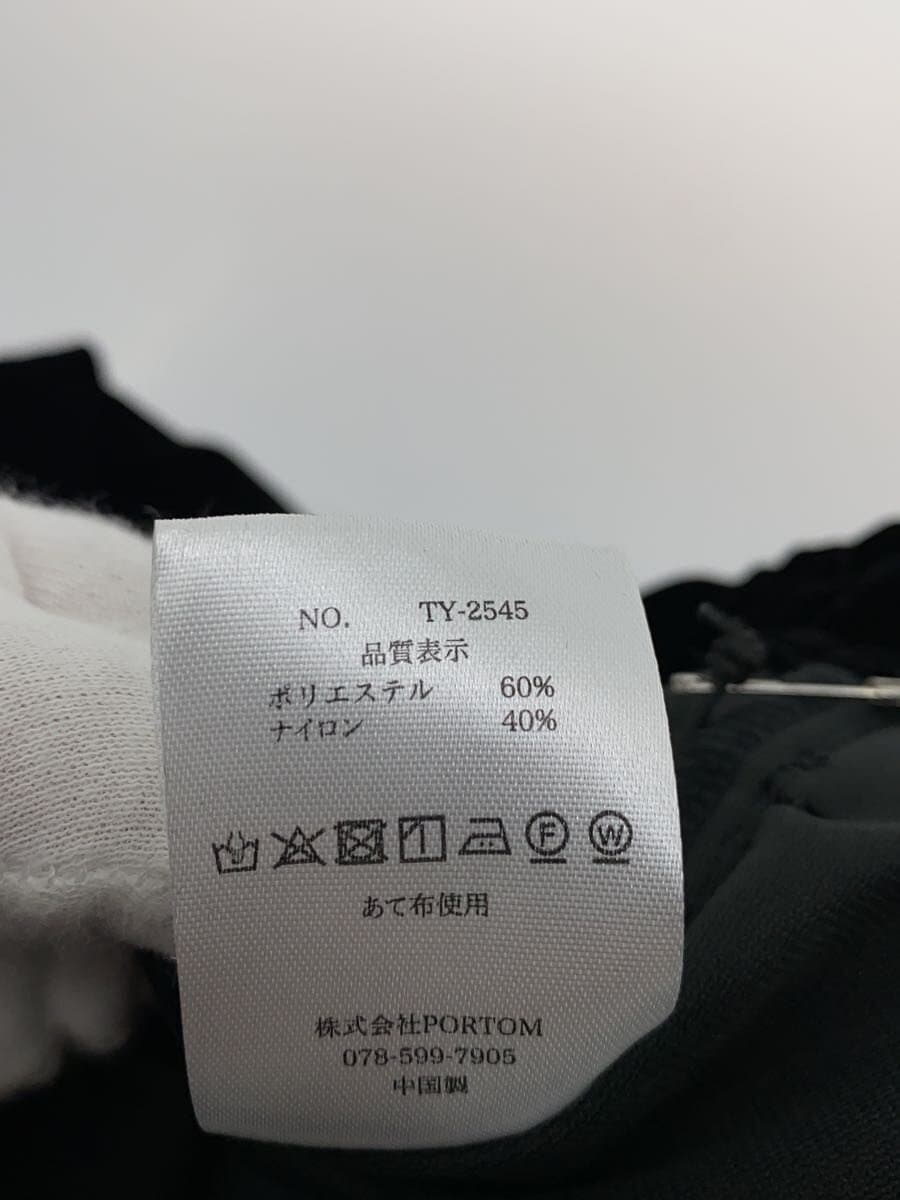 NO. TY-2545
品質表示
ポリエステル 60%
ナイロン 40%
F W
あて布使用
株式会社PORTOM
078-599-7905
中国製